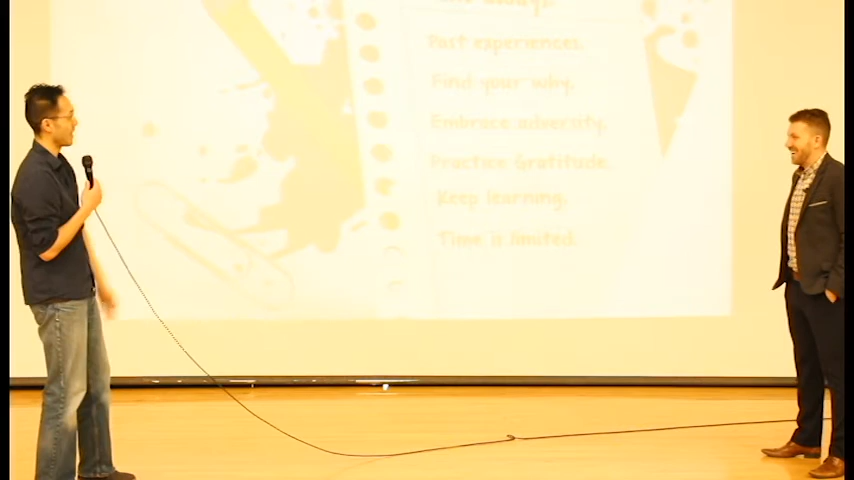 Past experiences.
Find your why.
Embrace adversity.
Practice Gratitude.
Keep learning.
Time is limited.